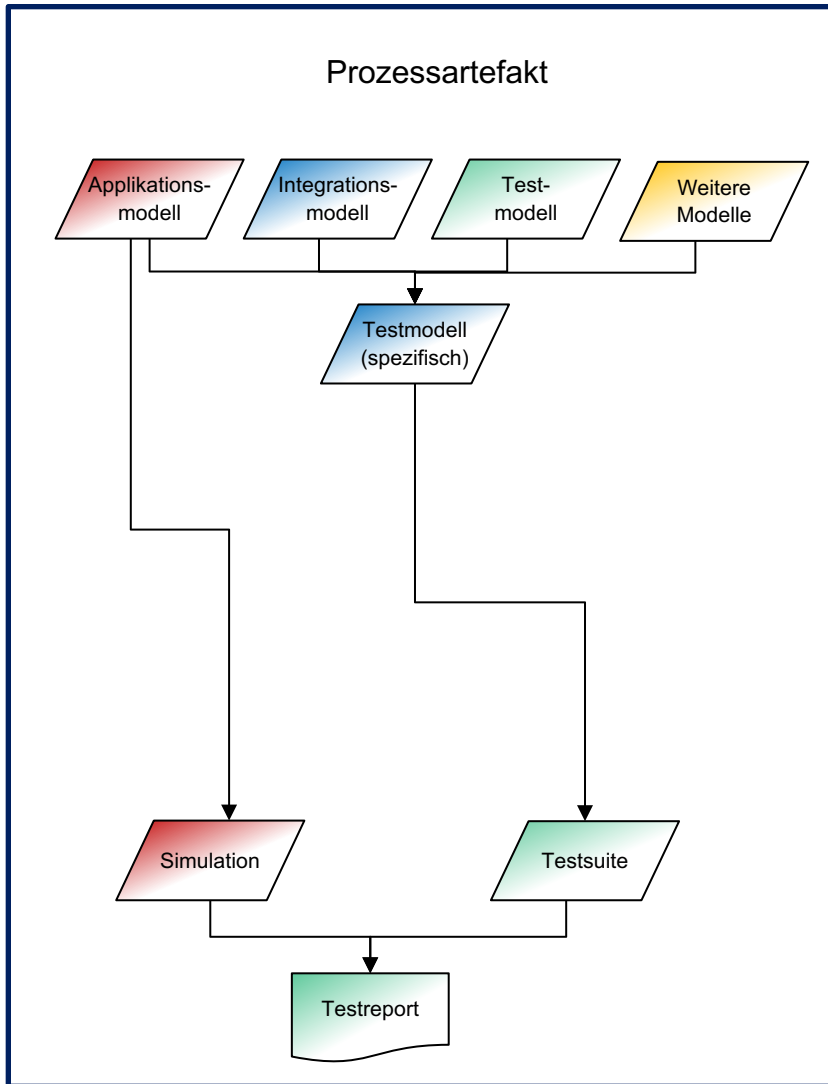 Prozessartefakt
Applikations-
modell
Integrations-
modell
Test-
modell
Weitere
Modelle
Testmodell
(spezifisch)
Simulation
Testsuite
Testreport